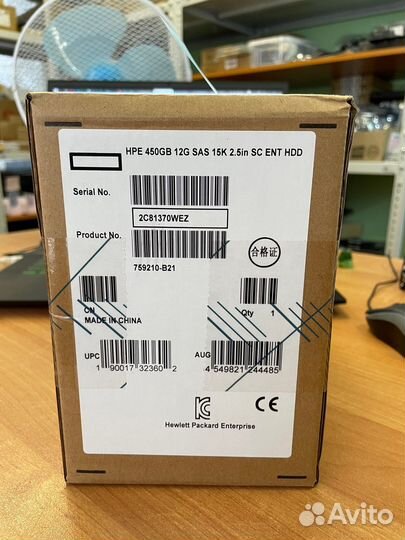 HPE 450GB 12G SAS 15K 2.5in SC ENT HDD
Serial No.
2C81370WEZ
Product No.
759210-B21
合格证
CN
MADE IN CHINA
Qty 1
UPC
1 90017 32360 2
AUG
4 549821 244485
Hewlett Packard Enterprise
CE
Avito